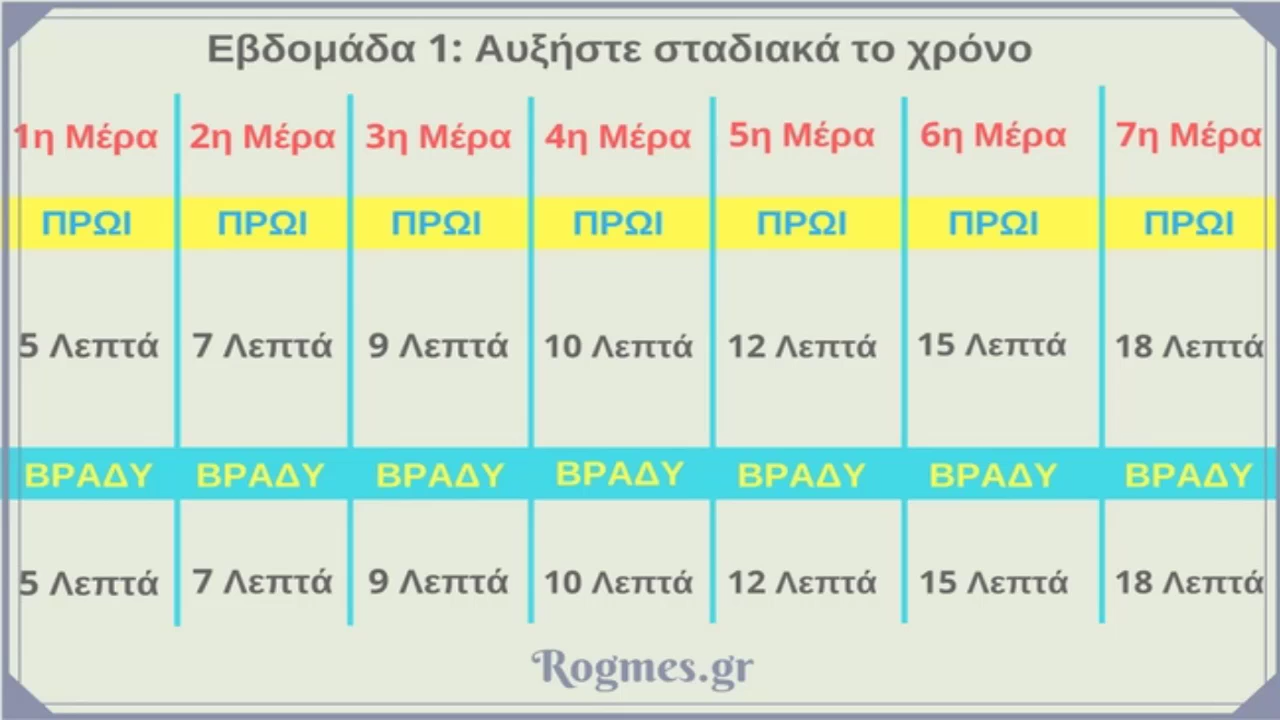 Εβδομάδα 1: Αυξήστε σταδιακά το χρόνο
1η Μέρα 2η Μέρα 3η Μέρα 4η Μέρα 5η Μέρα 6η Μέρα 7η Μέρα
ΠΡΩΙ ΠΡΩΙ ΠΡΩΙ ΠΡΩΙ ΠΡΩΙ ΠΡΩΙ ΠΡΩΙ
5 Λεπτά 7 Λεπτά 9 Λεπτά 10 Λεπτά 12 Λεπτά 15 Λεπτά 18 Λεπτά
ΒΡΑΔΥ ΒΡΑΔΥ ΒΡΑΔΥ ΒΡΑΔΥ ΒΡΑΔΥ ΒΡΑΔΥ ΒΡΑΔΥ
5 Λεπτά 7 Λεπτά 9 Λεπτά 10 Λεπτά 12 Λεπτά 15 Λεπτά 18 Λεπτά
Rogmes.gr